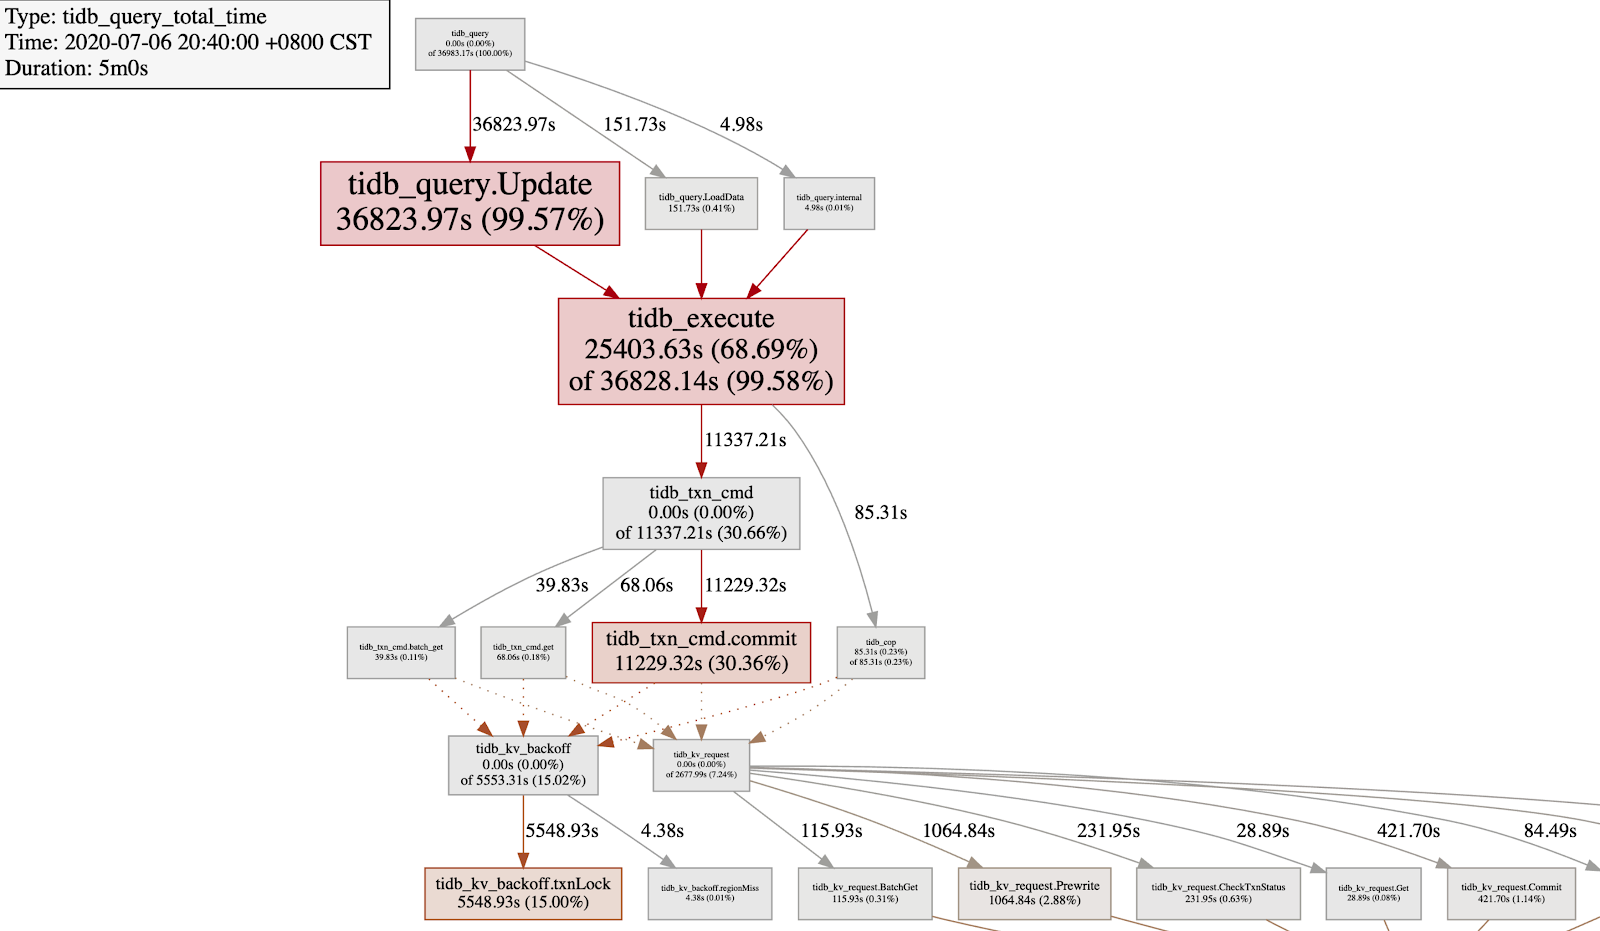 Type: tidb_query_total_time
Time: 2020-07-06 20:40:00 +0800 CST
Duration: 5m0s
tidb_query
0.00s (0.00%)
of 36983.17s (100.00%)
36823.97s
151.73s
4.98s
tidb_query.Update
36823.97s (99.57%)
tidb_query.LoadData
151.73s (0.41%)
tidb_query.internal
4.98s (0.01%)
tidb_execute
25403.63s (68.69%)
of 36828.14s (99.58%)
11337.21s
85.31s
tidb_txn_cmd
0.00s (0.00%)
of 11337.21s (30.66%)
39.83s
68.06s
11229.32s
tidb_txn_cmd.batch_get
39.83s (0.11%)
tidb_txn_cmd.get
68.06s (0.18%)
tidb_txn_cmd.commit
11229.32s (30.36%)
tidb_cop
85.31s (0.23%)
of 85.31s (0.23%)
tidb_kv_backoff
0.00s (0.00%)
of 5553.31s (15.02%)
tidb_kv_request
0.00s (0.00%)
of 2677.99s (7.24%)
5548.93s
4.38s
115.93s
1064.84s
231.95s
28.89s
421.70s
84.49s
tidb_kv_backoff.txnLock
5548.93s (15.00%)
tidb_kv_backoff.regionMiss
4.38s (0.01%)
tidb_kv_request.BatchGet
115.93s (0.31%)
tidb_kv_request.Prewrite
1064.84s (2.88%)
tidb_kv_request.CheckTxnStatus
231.95s (0.63%)
tidb_kv_request.Get
28.89s (0.08%)
tidb_kv_request.Commit
421.70s (1.14%)